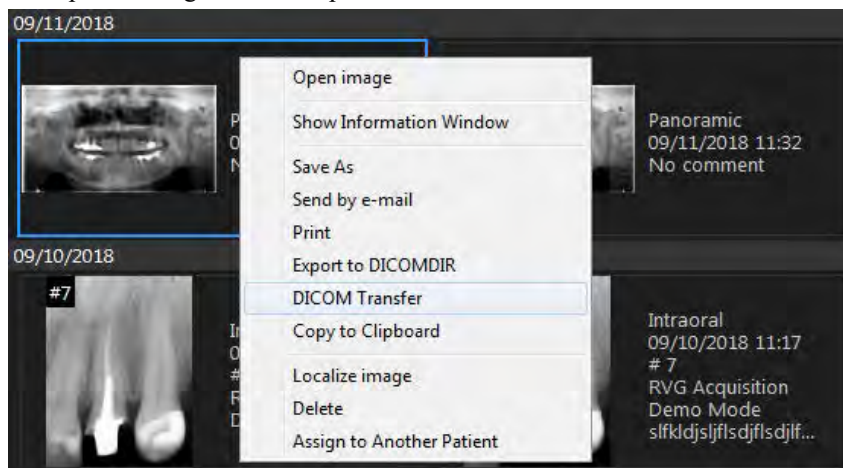 09/11/2018
Open image
Show Information Window
Save As
Send by e-mail
Print
Export to DICOMDIR
DICOM Transfer
Copy to Clipboard
Localize image
Delete
Assign to Another Patient
Panoramic
09/11/2018 11:32
No comment
09/10/2018
#7
Intraoral
09/10/2018 11:17
# 7
RVG Acquisition
Demo Mode